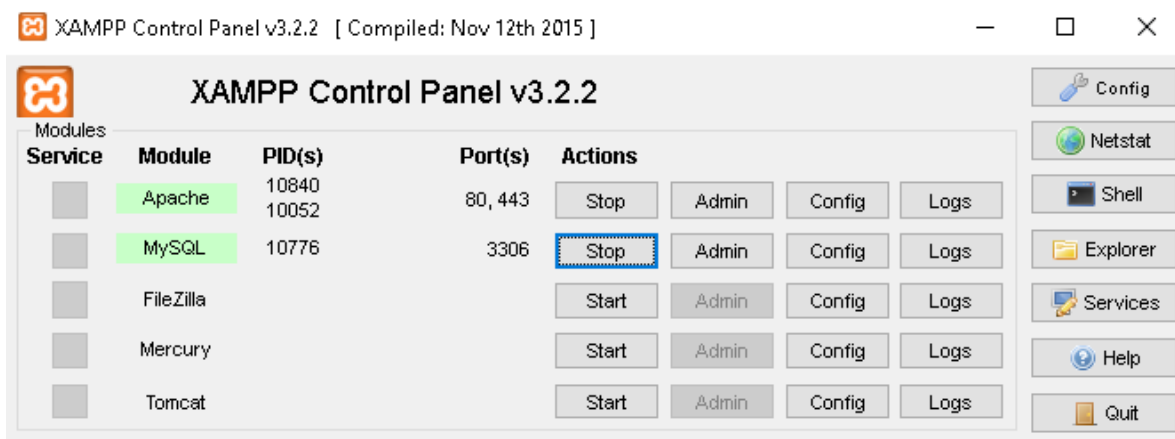 XAMPP Control Panel v3.2.2 [ Compiled: Nov 12th 2015 ]
XAMPP Control Panel v3.2.2
Config
Modules
Netstat
Service Module PID(s) Port(s) Actions
Apache 10840 10052 80, 443 Stop Admin Config Logs
Shell
MySQL 10776 3306 Stop Admin Config Logs
Explorer
FileZilla Start Admin Config Logs
Services
Mercury Start Admin Config Logs
Help
Tomcat Start Admin Config Logs
Quit